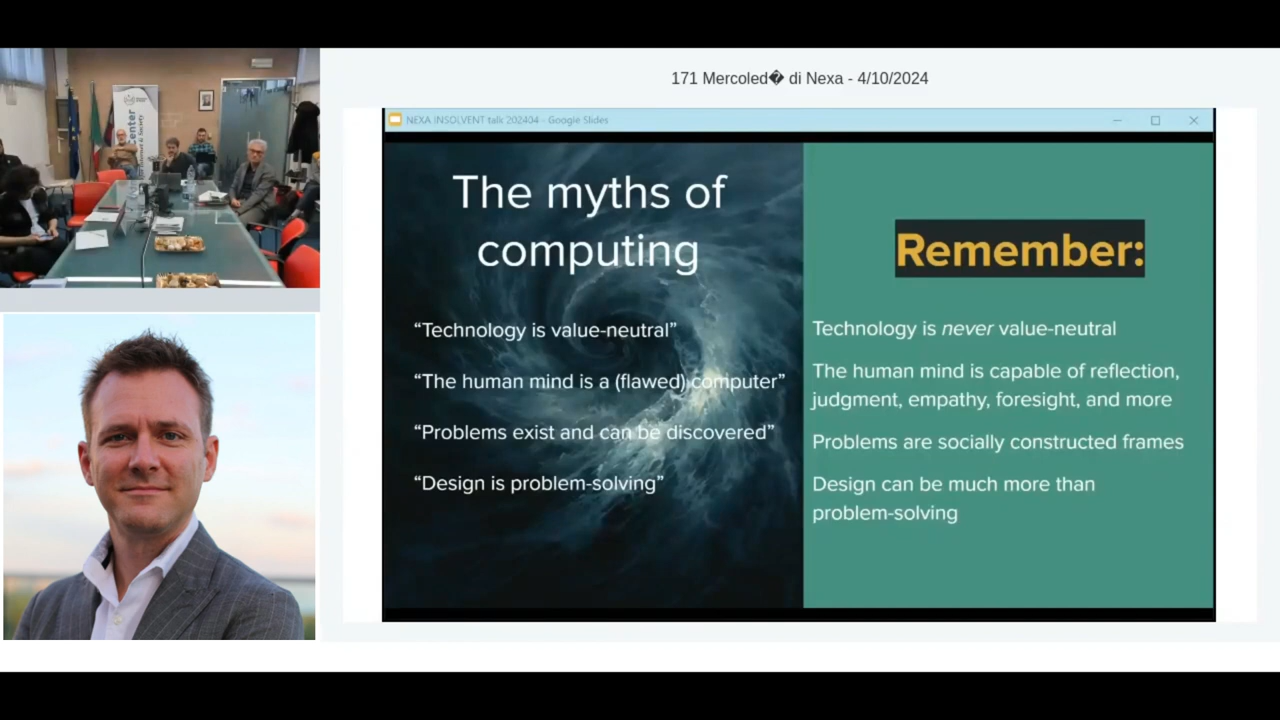 171 Mercoled� di Nexa - 4/10/2024
NEXA INSOLVENT talk 202404 - Google Slides
The myths of
computing
“Technology is value-neutral”
“The human mind is a (flawed) computer”
“Problems exist and can be discovered”
“Design is problem-solving”
Remember:
Technology is never value-neutral
The human mind is capable of reflection,
judgment, empathy, foresight, and more
Problems are socially constructed frames
Design can be much more than
problem-solving